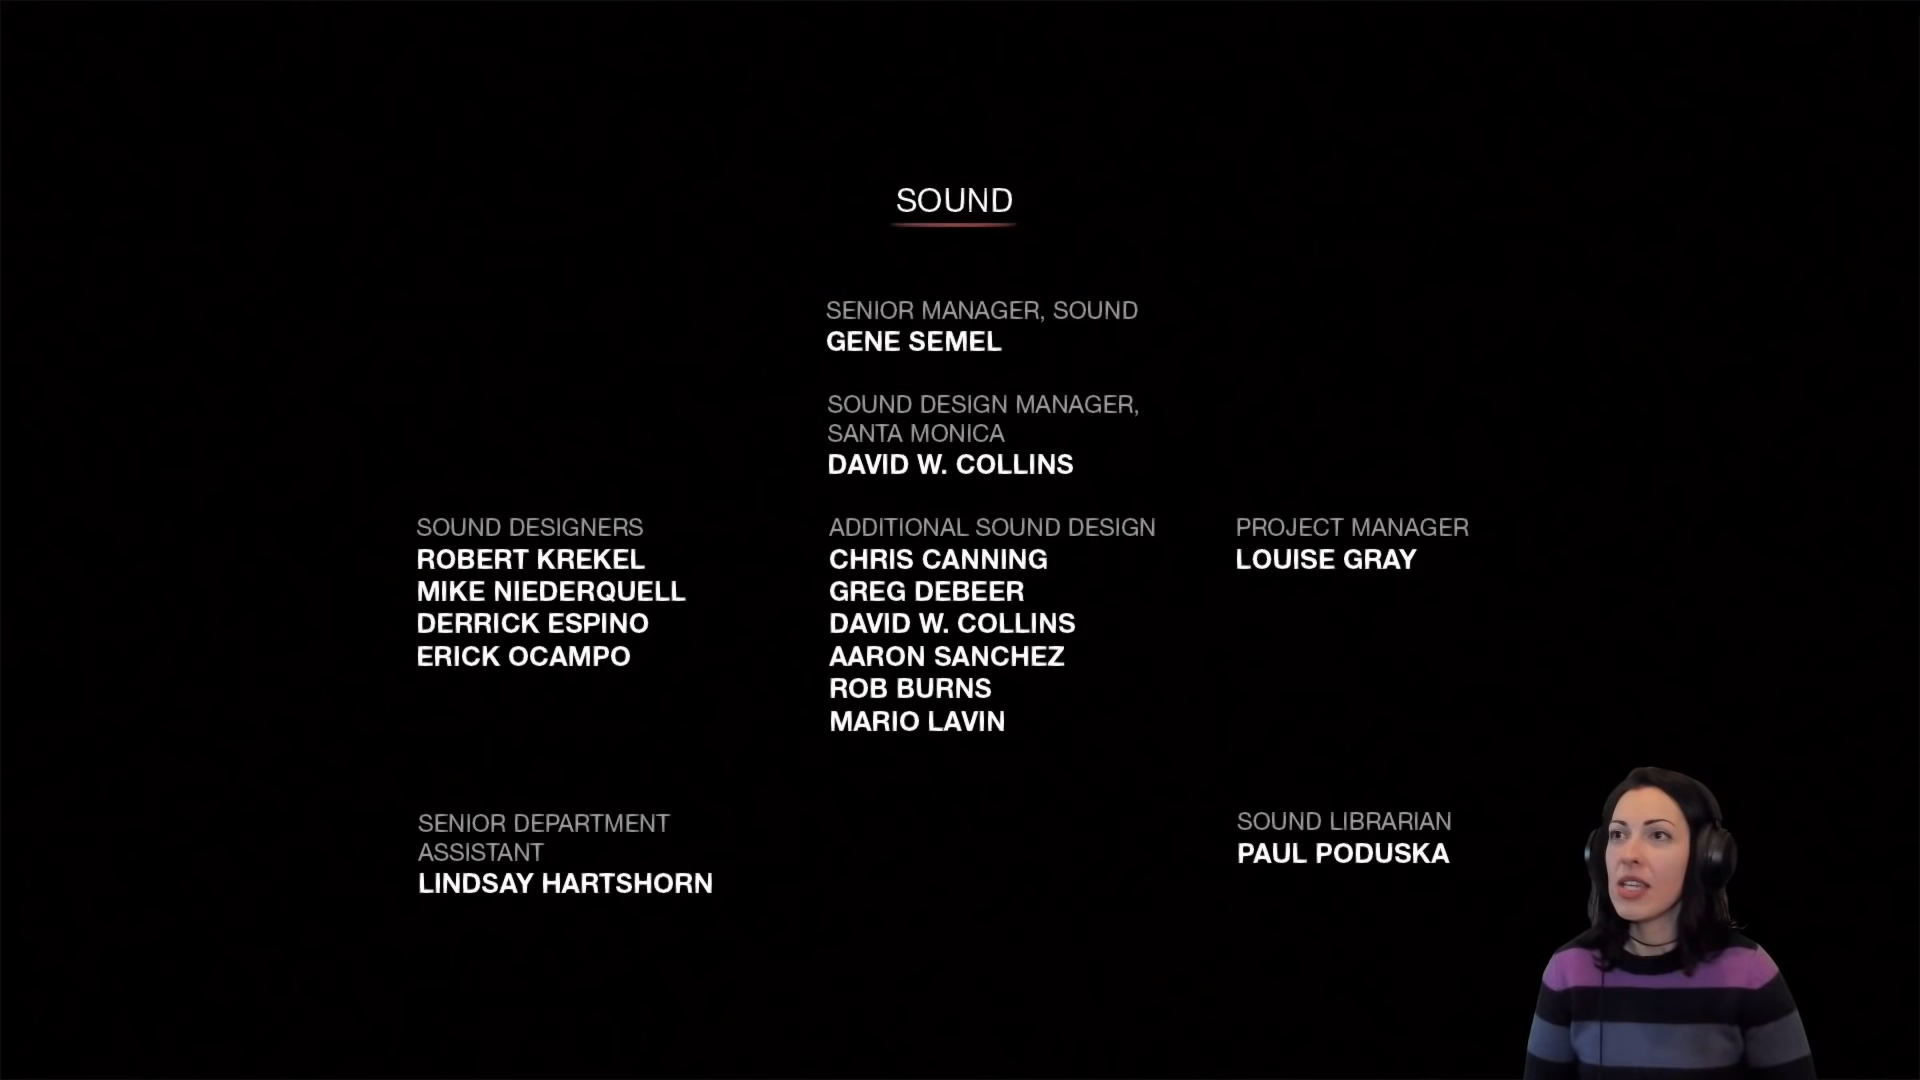 SOUND
SENIOR MANAGER, SOUND
GENE SEMEL
SOUND DESIGN MANAGER,
SANTA MONICA
DAVID W. COLLINS
SOUND DESIGNERS
ROBERT KREKEL
MIKE NIEDERQUELL
DERRICK ESPINO
ERICK OCAMPO
ADDITIONAL SOUND DESIGN
CHRIS CANNING
GREG DEBEER
DAVID W. COLLINS
AARON SANCHEZ
ROB BURNS
MARIO LAVIN
PROJECT MANAGER
LOUISE GRAY
SENIOR DEPARTMENT
ASSISTANT
LINDSAY HARTSHORN
SOUND LIBRARIAN
PAUL PODUSKA